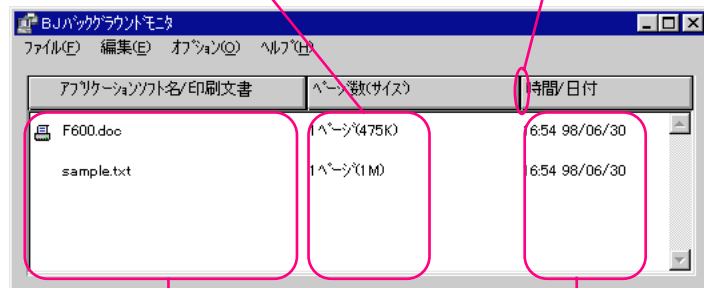 BJバックグラウンドモニタ
ファイル(F) 編集(E) オプション(O) ヘルプ(H)
アプリケーションソフト名/印刷文書 ページ数(サイズ) 時間/日付
F600.doc 1ページ(475K) 16:54 98/06/30
sample.txt 1ページ(1M) 16:54 98/06/30